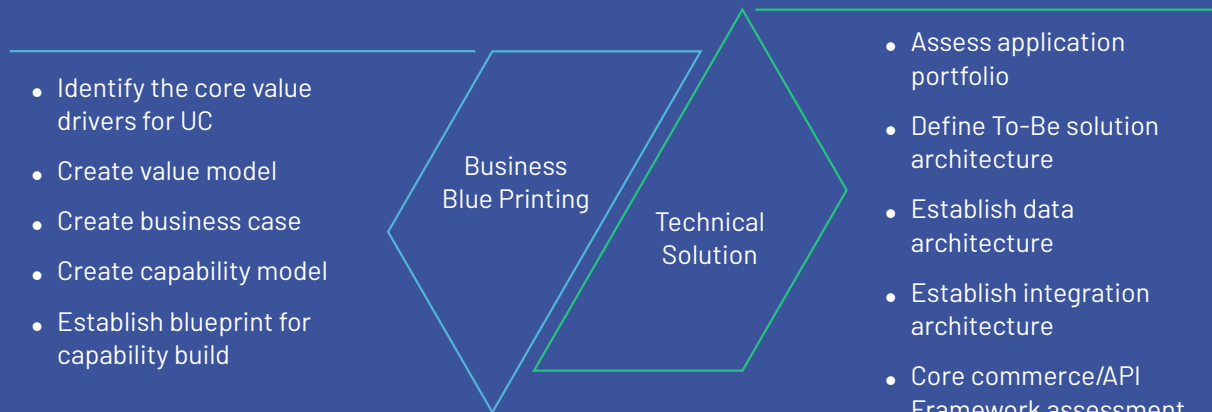 • Identify the core value
drivers for UC
• Create value model
• Create business case
• Create capability model
• Establish blueprint for
capability build
Business
Blue Printing
Technical
Solution
• Assess application
portfolio
• Define To-Be solution
architecture
• Establish data
architecture
• Establish integration
architecture
• Core commerce/API
Framework assessment